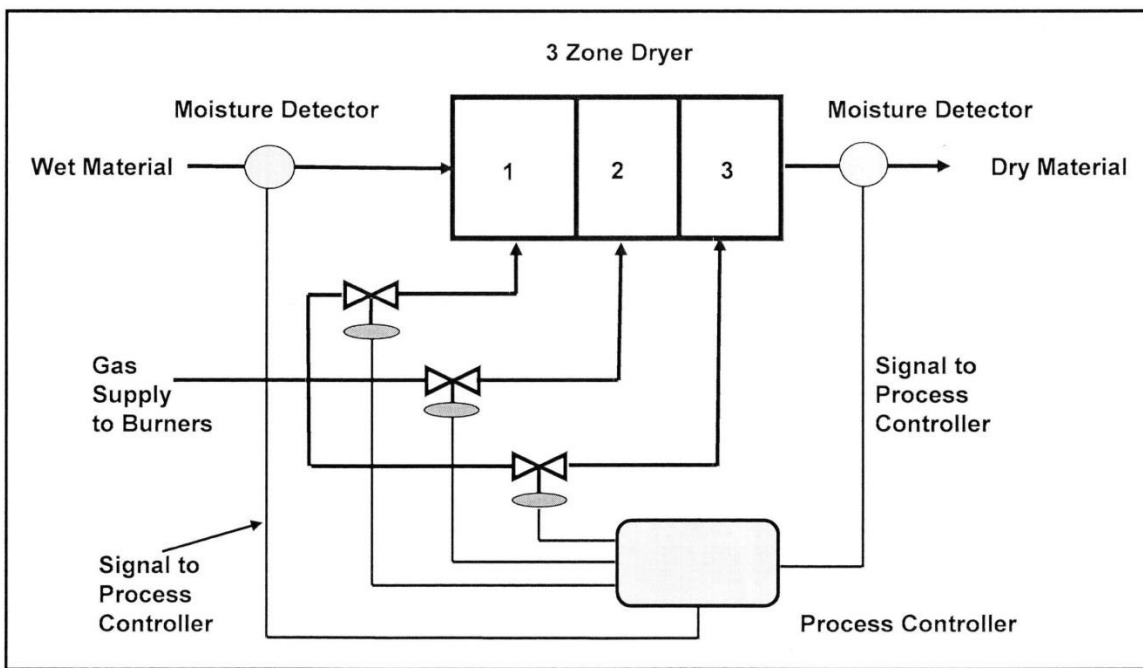 3 Zone Dryer
Moisture Detector
Moisture Detector
Wet Material
1
2
3
Dry Material
Gas
Supply
to Burners
Signal to
Process
Controller
Signal to
Process
Controller
Process Controller